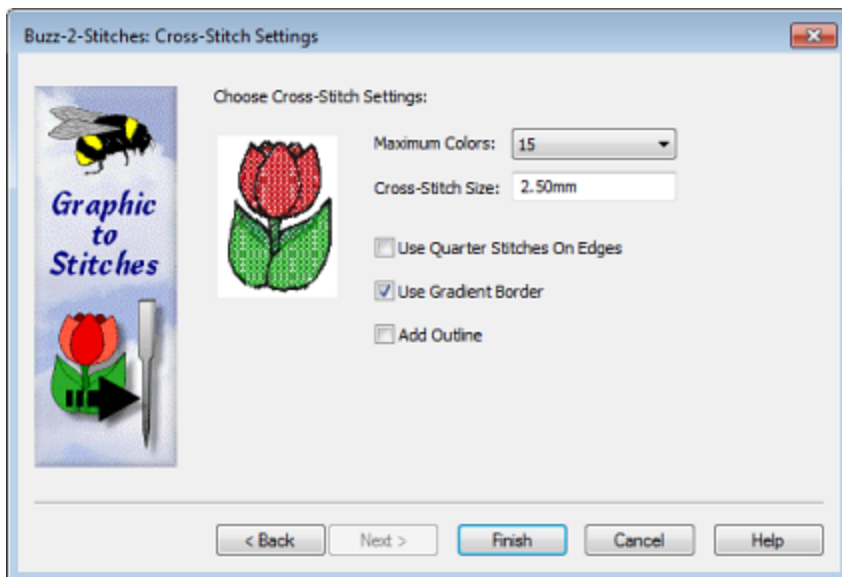 Buzz-2-Stitches: Cross-Stitch Settings
Graphic
to
Stitches
Choose Cross-Stitch Settings:
Maximum Colors: 15
Cross-Stitch Size: 2.50mm
Use Quarter Stitches On Edges
Use Gradient Border
Add Outline
< Back Next > Finish Cancel Help